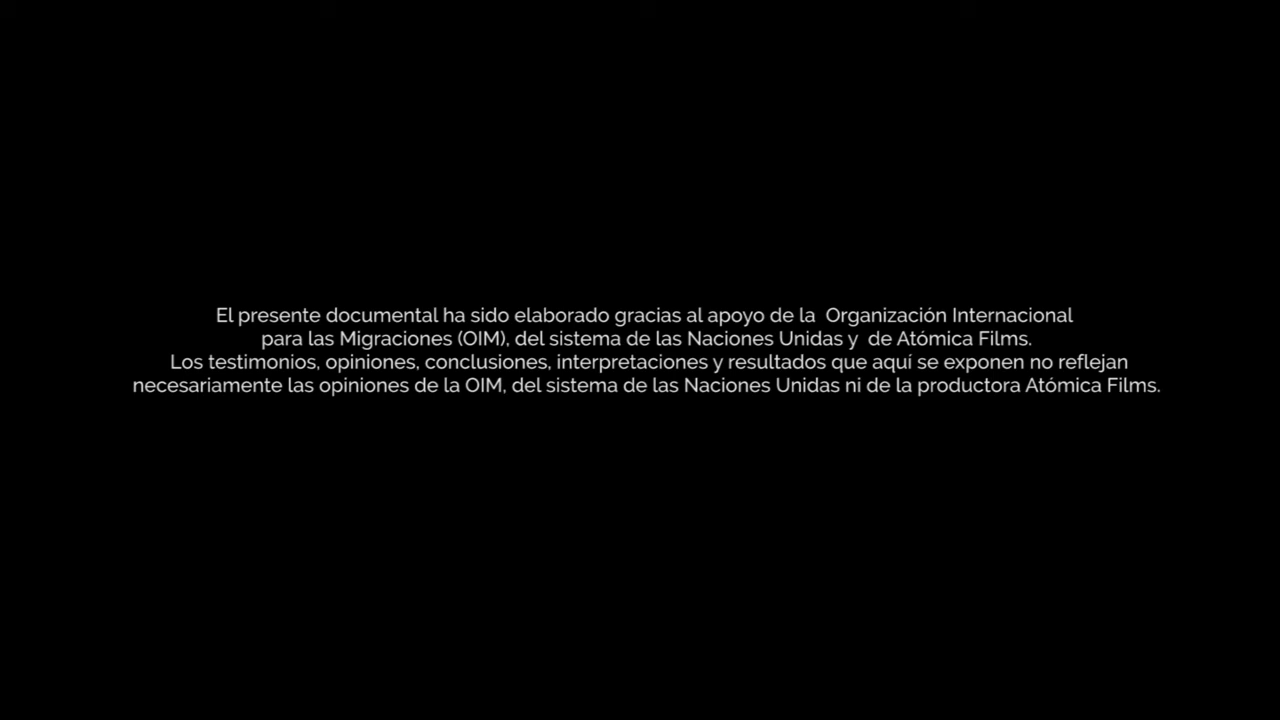 El presente documental ha sido elaborado gracias al apoyo de la  Organización Internacional
para las Migraciones (OIM), del sistema de las Naciones Unidas y  de Atómica Films.
Los testimonios, opiniones, conclusiones, interpretaciones y resultados que aquí se exponen no reflejan
necesariamente las opiniones de la OIM, del sistema de las Naciones Unidas ni de la productora Atómica Films.